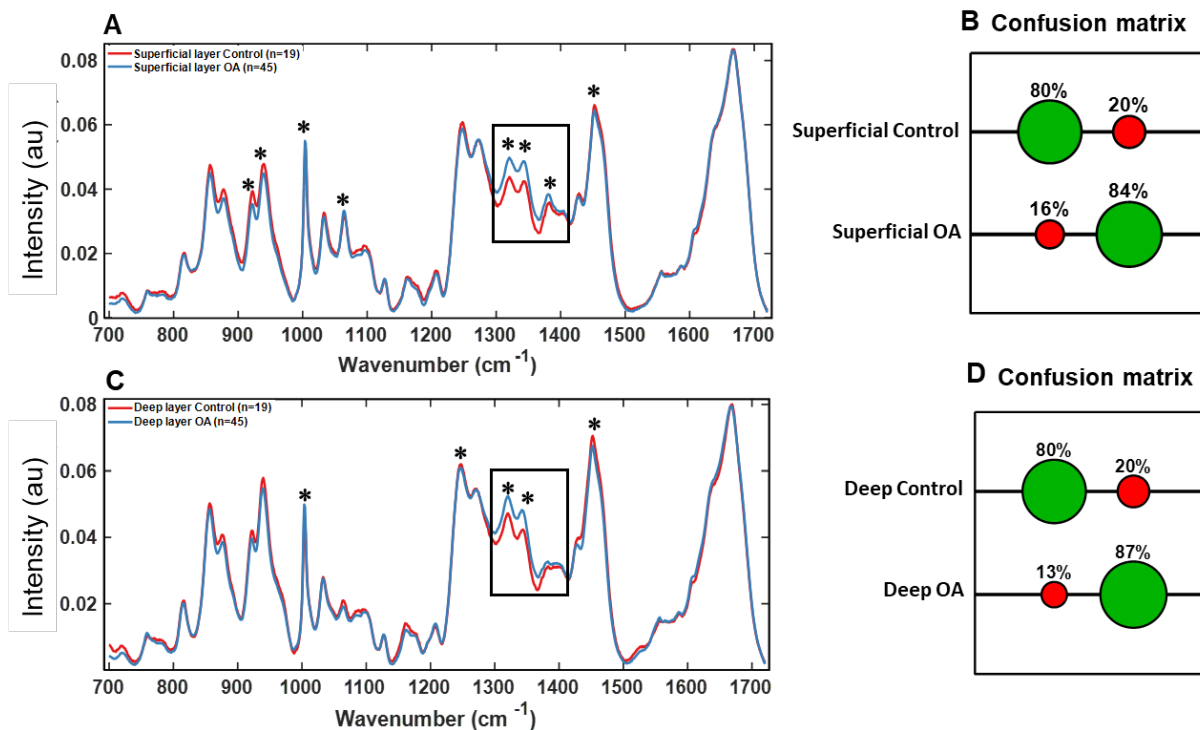 A
Superficial layer Control (n=19)
Superficial layer OA (n=45)
0.08
0.06
0.04
0.02
0
Intensity (au)
* * * * * * * *
700 800 900 1000 1100 1200 1300 1400 1500 1600 1700
Wavenumber (cm -1)
B Confusion matrix
80% 20%
Superficial Control
16% 84%
Superficial OA
C
Deep layer Control (n=19)
Deep layer OA (n=45)
0.08
0.06
0.04
0.02
Intensity (au)
* * * * *
700 800 900 1000 1100 1200 1300 1400 1500 1600 1700
Wavenumber (cm -1)
D Confusion matrix
80% 20%
Deep Control
13% 87%
Deep OA